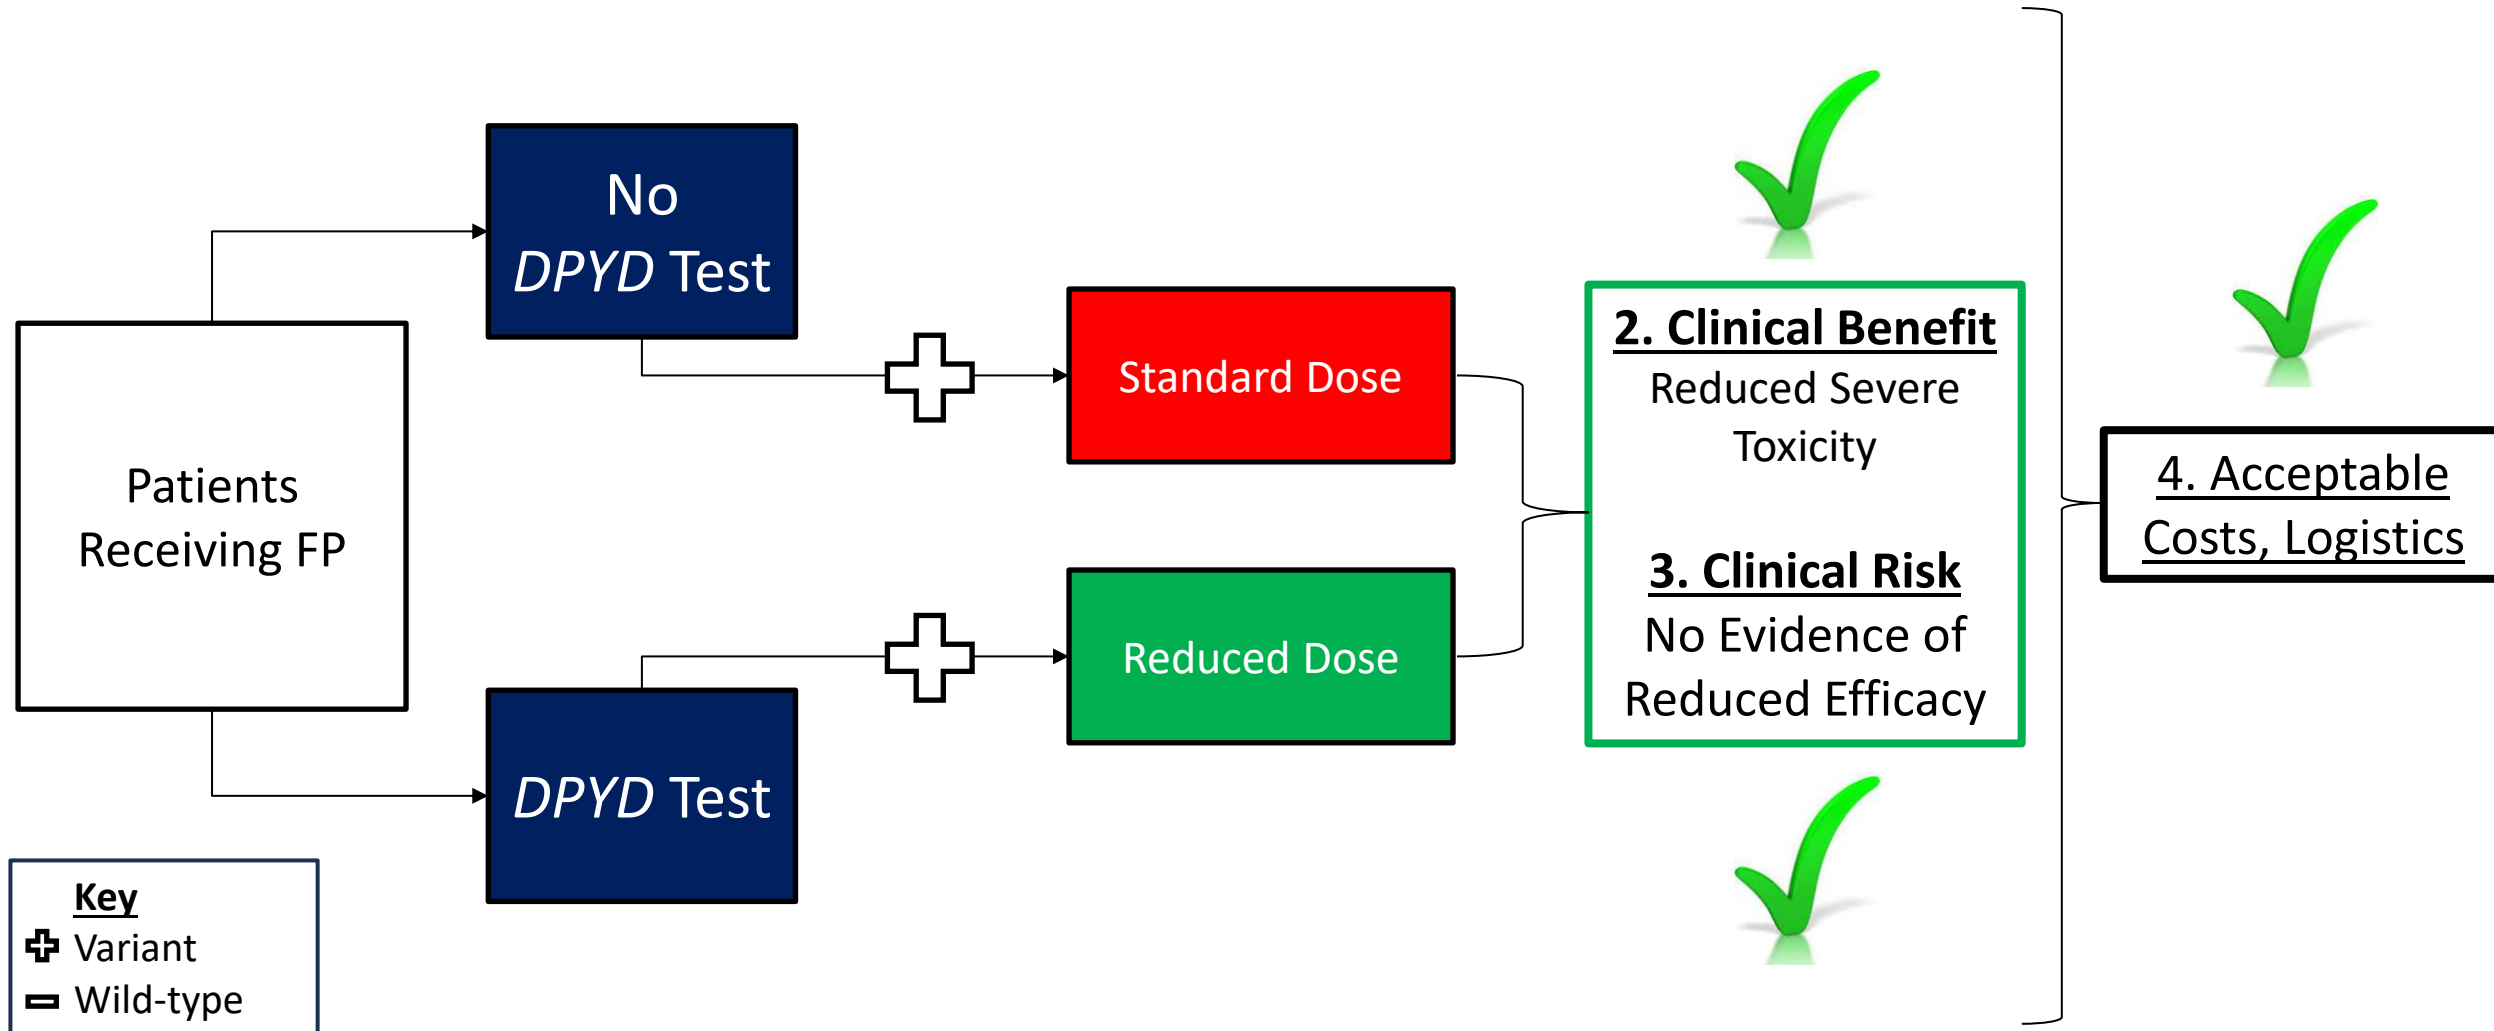 No
DPYD Test
Patients
Receiving FP
Standard Dose
Reduced Dose
DPYD Test
2. Clinical Benefit
Reduced Severe
Toxicity
3. Clinical Risk
No Evidence of
Reduced Efficacy
4. Acceptable
Costs, Logistics
Key
Variant
Wild-type